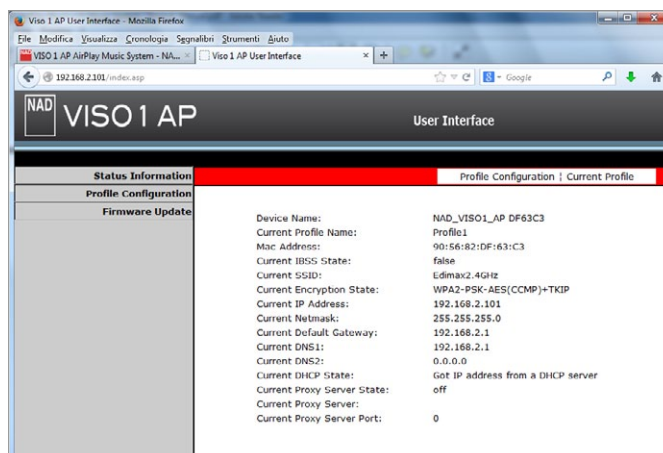 Viso 1 AP User Interface - Mozilla Firefox
File Modifica Visualizza Cronologia Segnalibri Strumenti Aiuto
VISO 1 AP AirPlay Music System - NA... Viso 1 AP User Interface
192.168.2.101/index.asp Google
NAD VISO 1 AP User Interface
Status Information Profile Configuration ¦ Current Profile
Profile Configuration
Firmware Update
Device Name: NAD_VISO1_AP DF63C3
Current Profile Name: Profile1
Mac Address: 90:56:82:DF:63:C3
Current IBSS State: false
Current SSID: Edimax2.4GHz
Current Encryption State: WPA2-PSK-AES(CCMP)+TKIP
Current IP Address: 192.168.2.101
Current Netmask: 255.255.255.0
Current Default Gateway: 192.168.2.1
Current DNS1: 192.168.2.1
Current DNS2: 0.0.0.0
Current DHCP State: Got IP address from a DHCP server
Current Proxy Server State: off
Current Proxy Server:
Current Proxy Server Port: 0